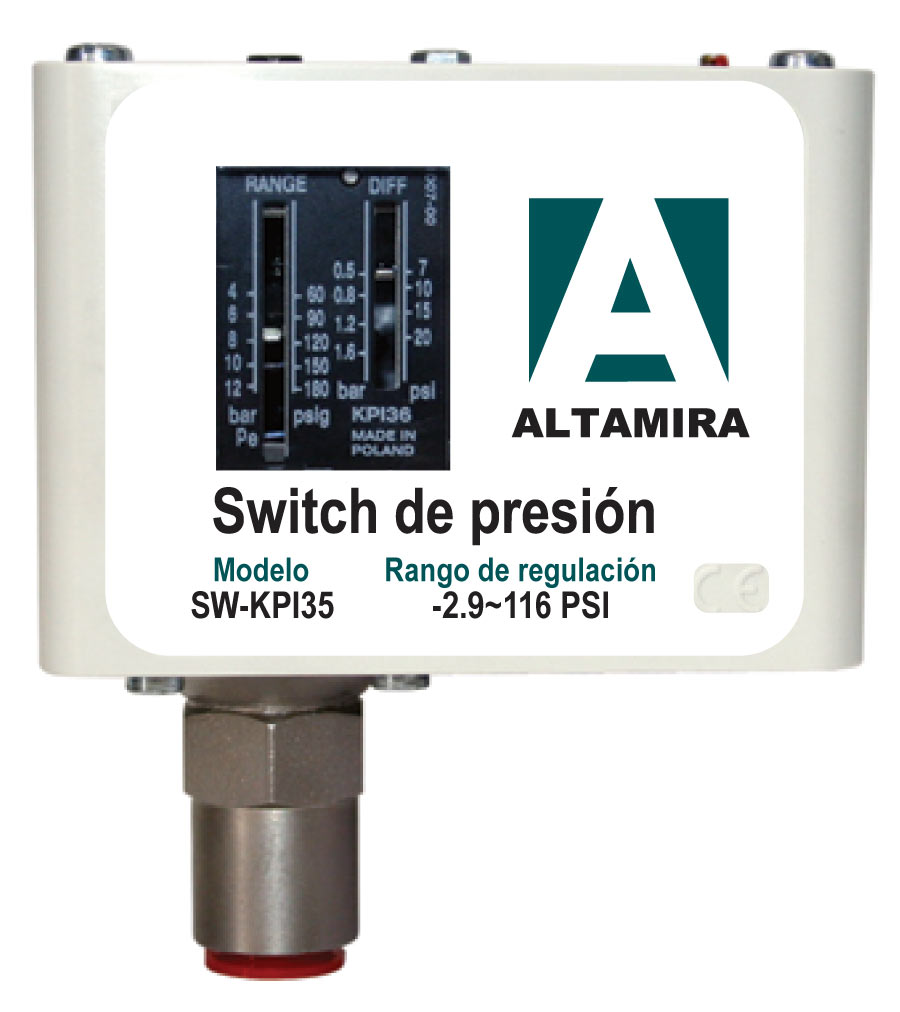 RANGE DIFF
0.5 7
4 60 0.8 10
6 90 15
8 120 1.2 20
10 150 1.6
12 180 bar psi
bar psig KPI36
Pe MADE IN
POLAND
A
ALTAMIRA
Switch de presión
Modelo Rango de regulación
SW-KPI35 -2.9~116 PSI
CE